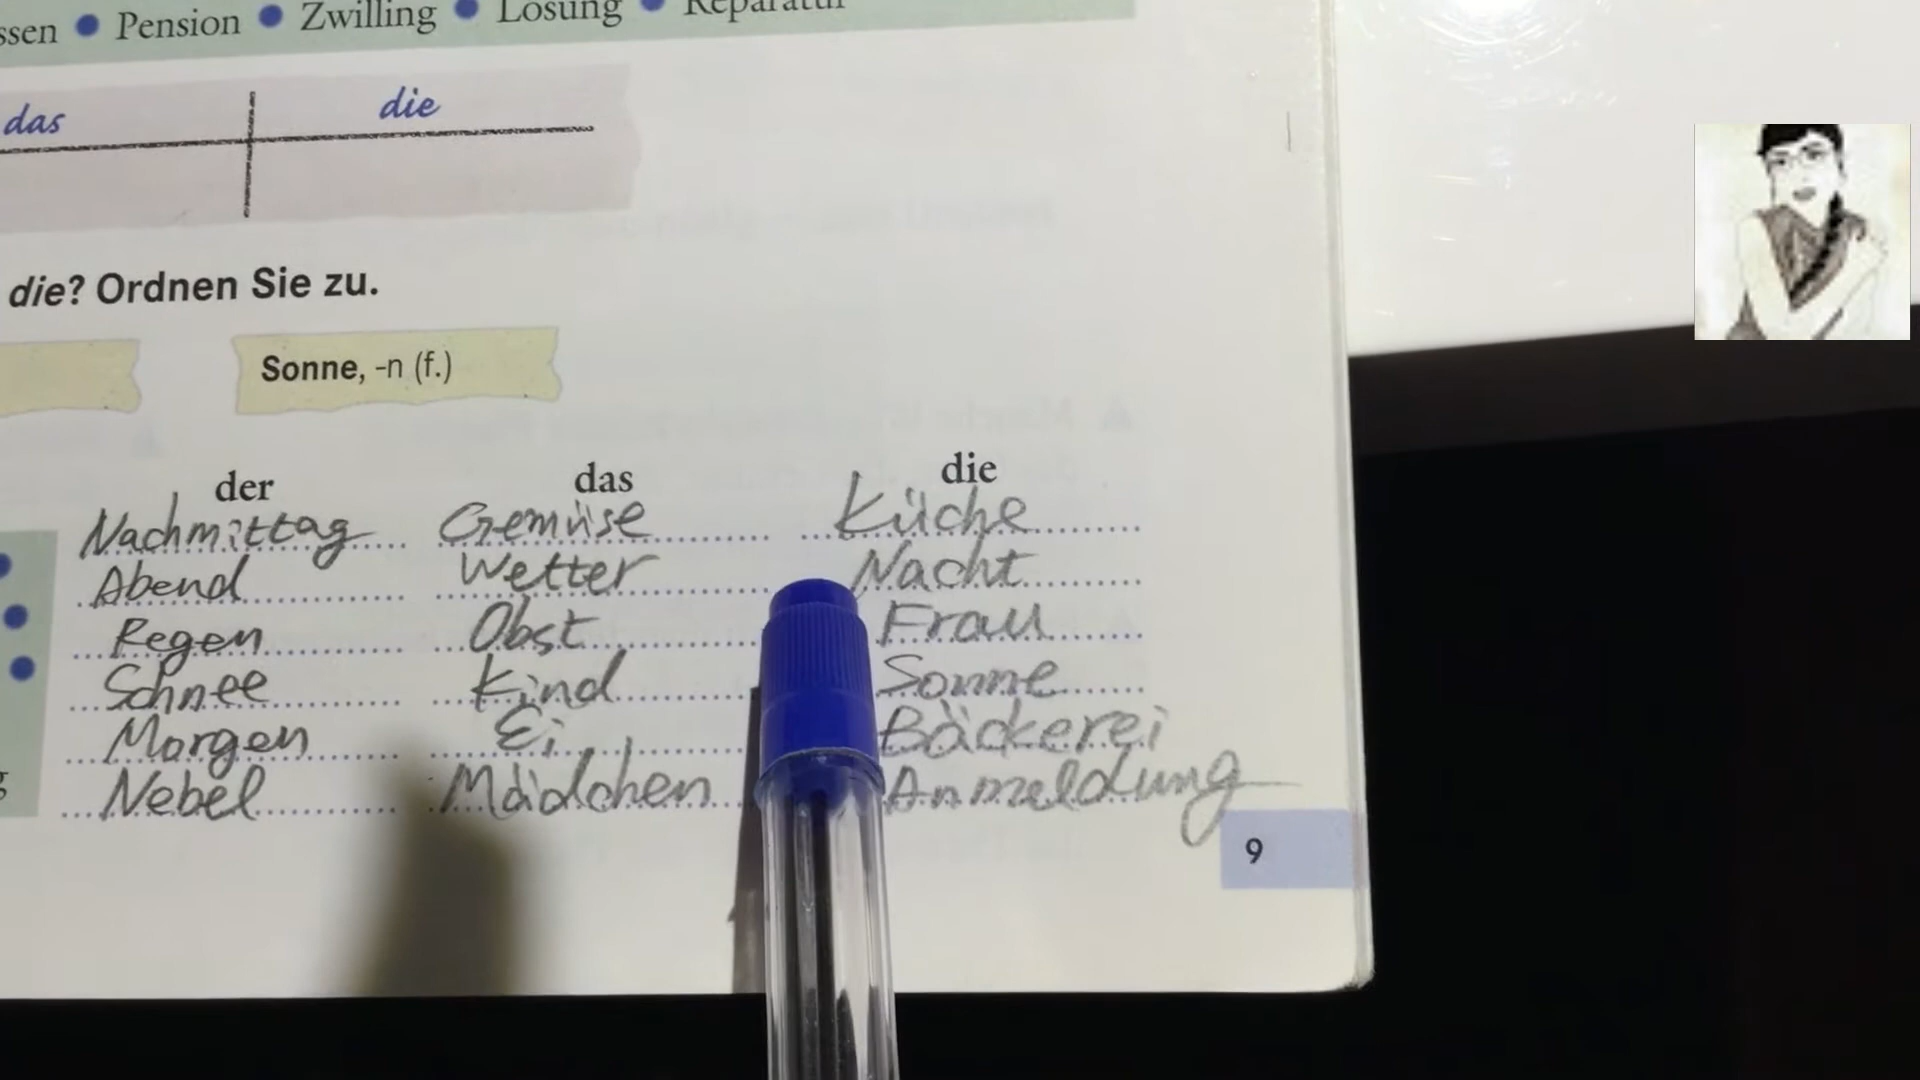 ssen • Pension • Zwilling • Lösung • Reparatur
das die
die? Ordnen Sie zu.
Sonne, -n (f.)
der das die
Nachmittag Gemüse Küche
Abend Wetter Nacht
Regen Obst Frau
Schnee Kind Sonne
Morgen Ei Bäckerei
Nebel Mädchen Anmeldung
9